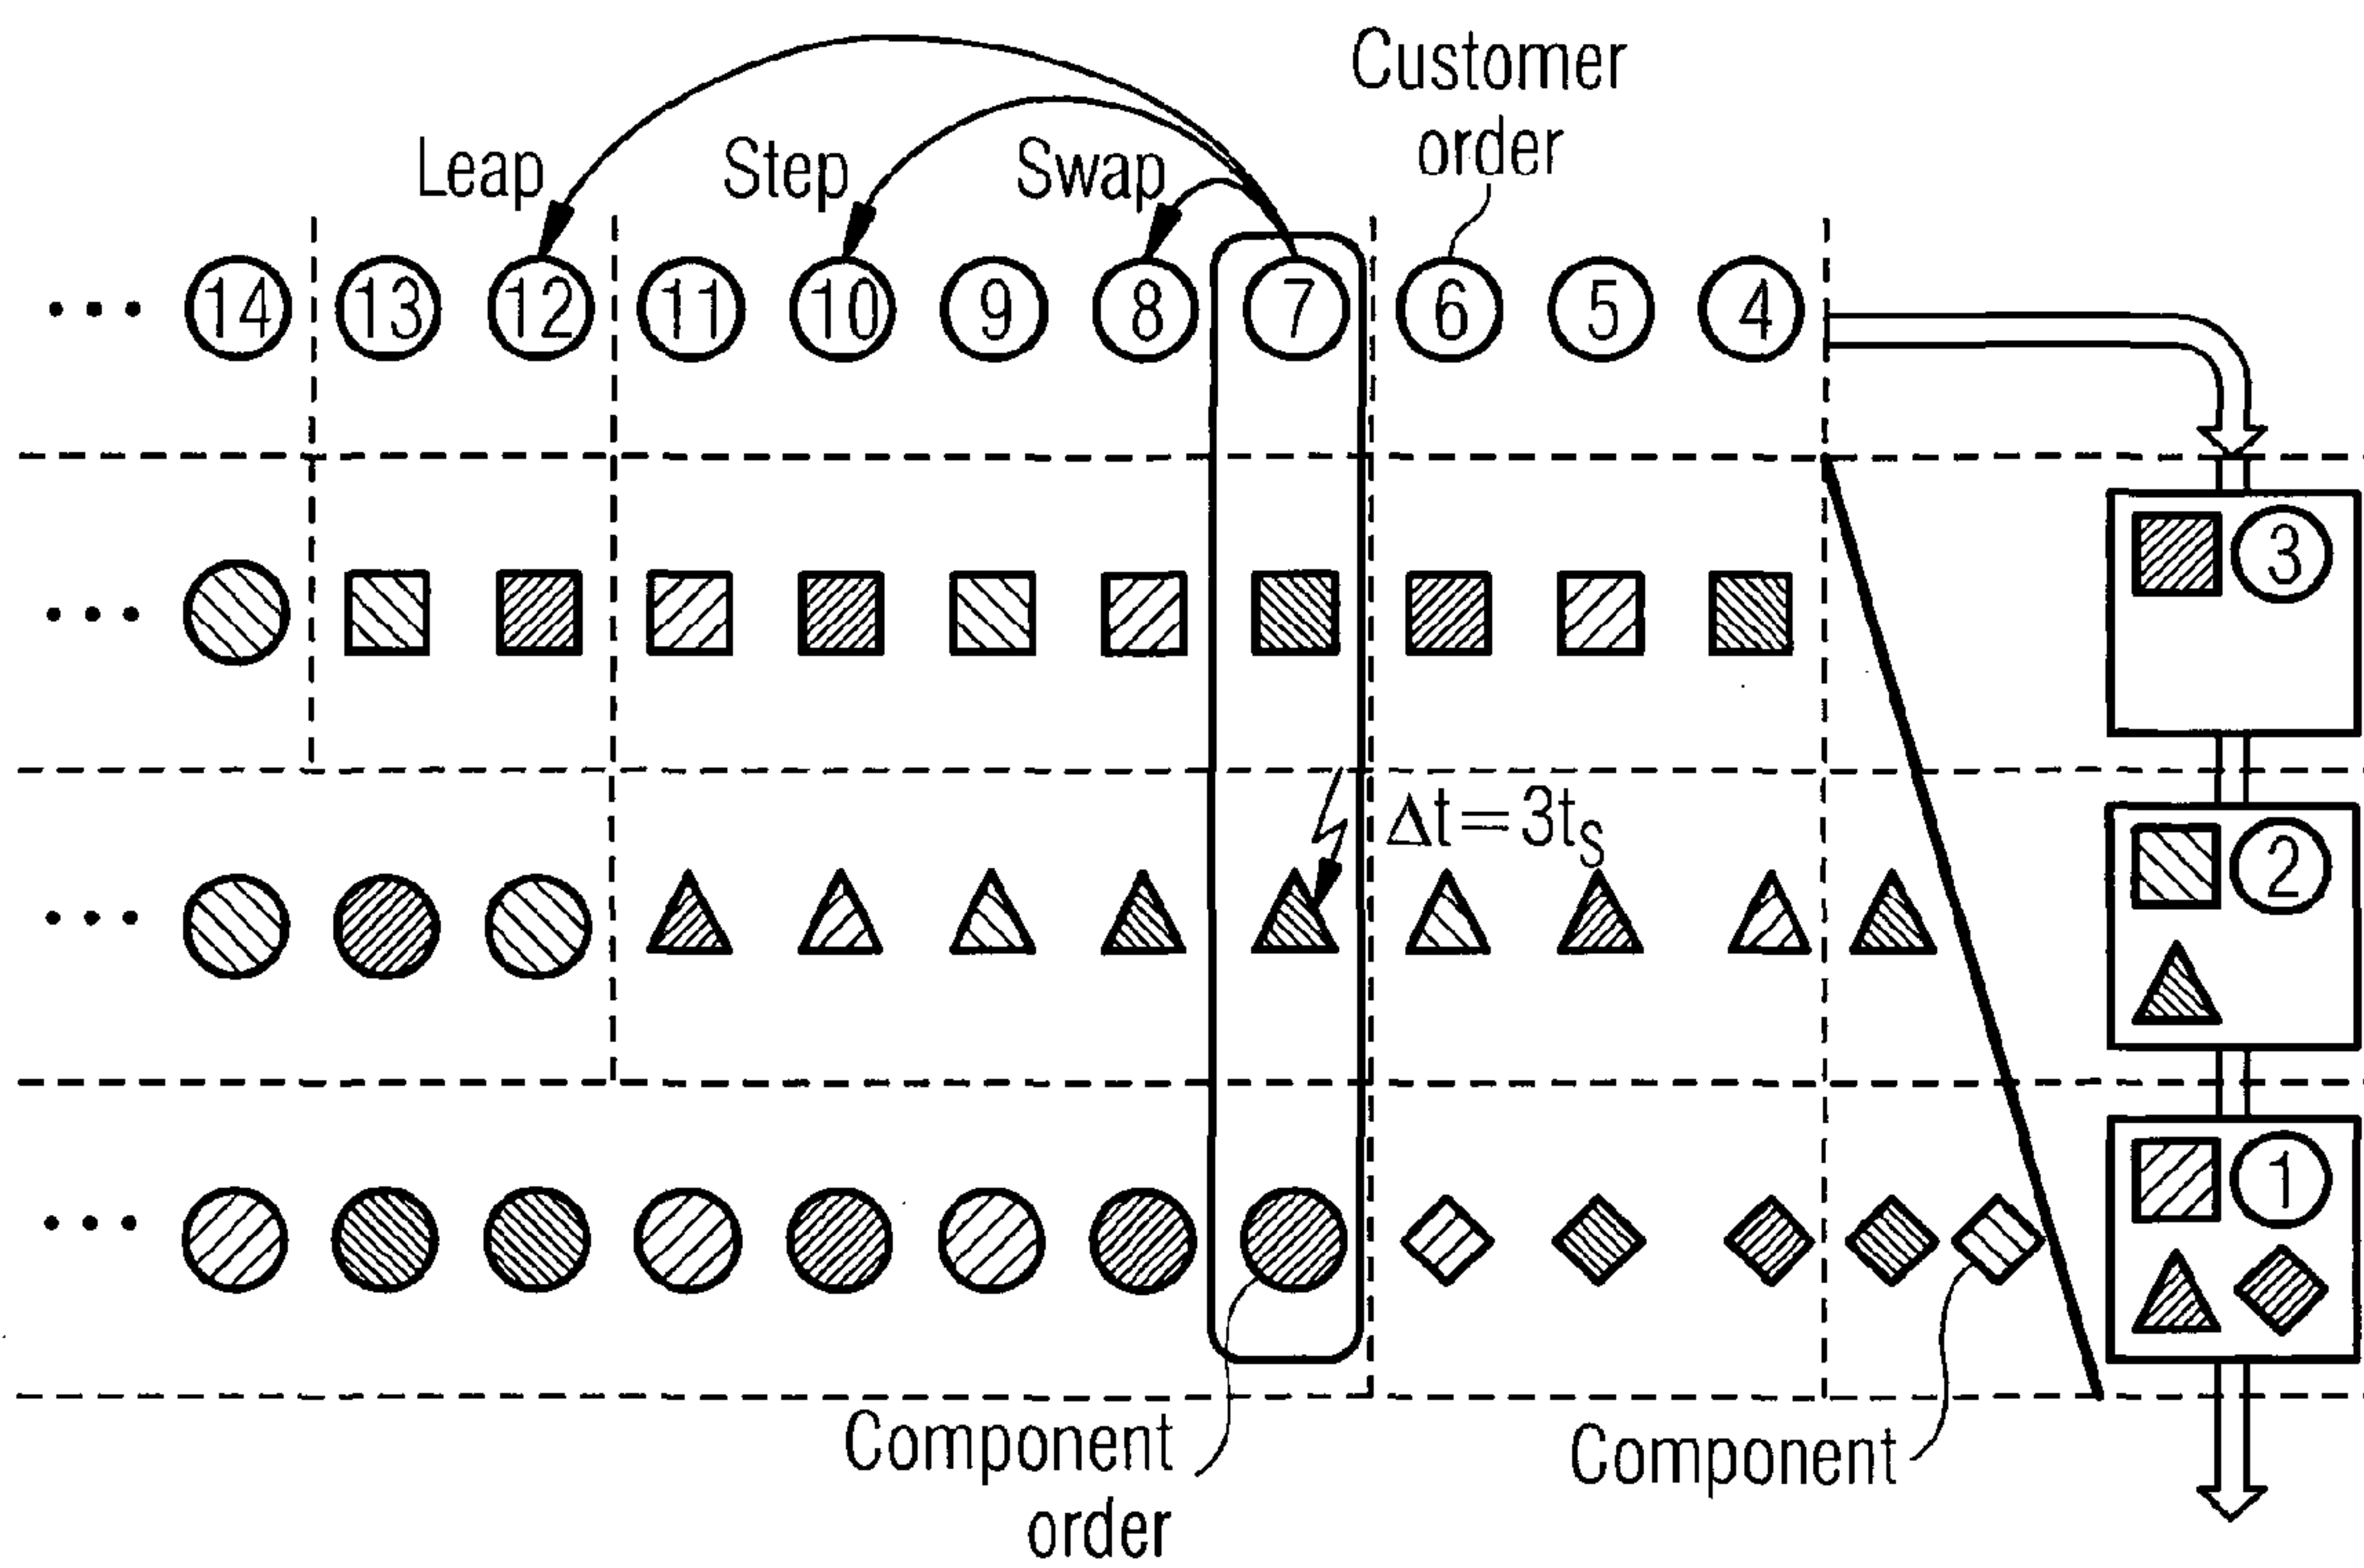 Customer
order
Leap Step Swap
... 14 13 12 11 10 9 8 7 6 5 4
3
...
Δt=3ts
2
...
1
...
Component
order
Component